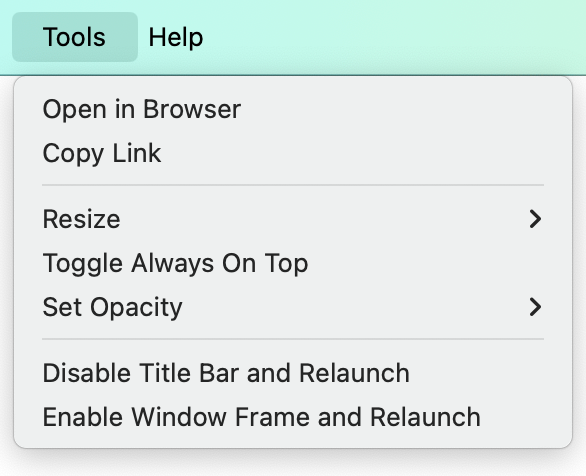 Tools Help
Open in Browser
Copy Link
Resize
Toggle Always On Top
Set Opacity
Disable Title Bar and Relaunch
Enable Window Frame and Relaunch